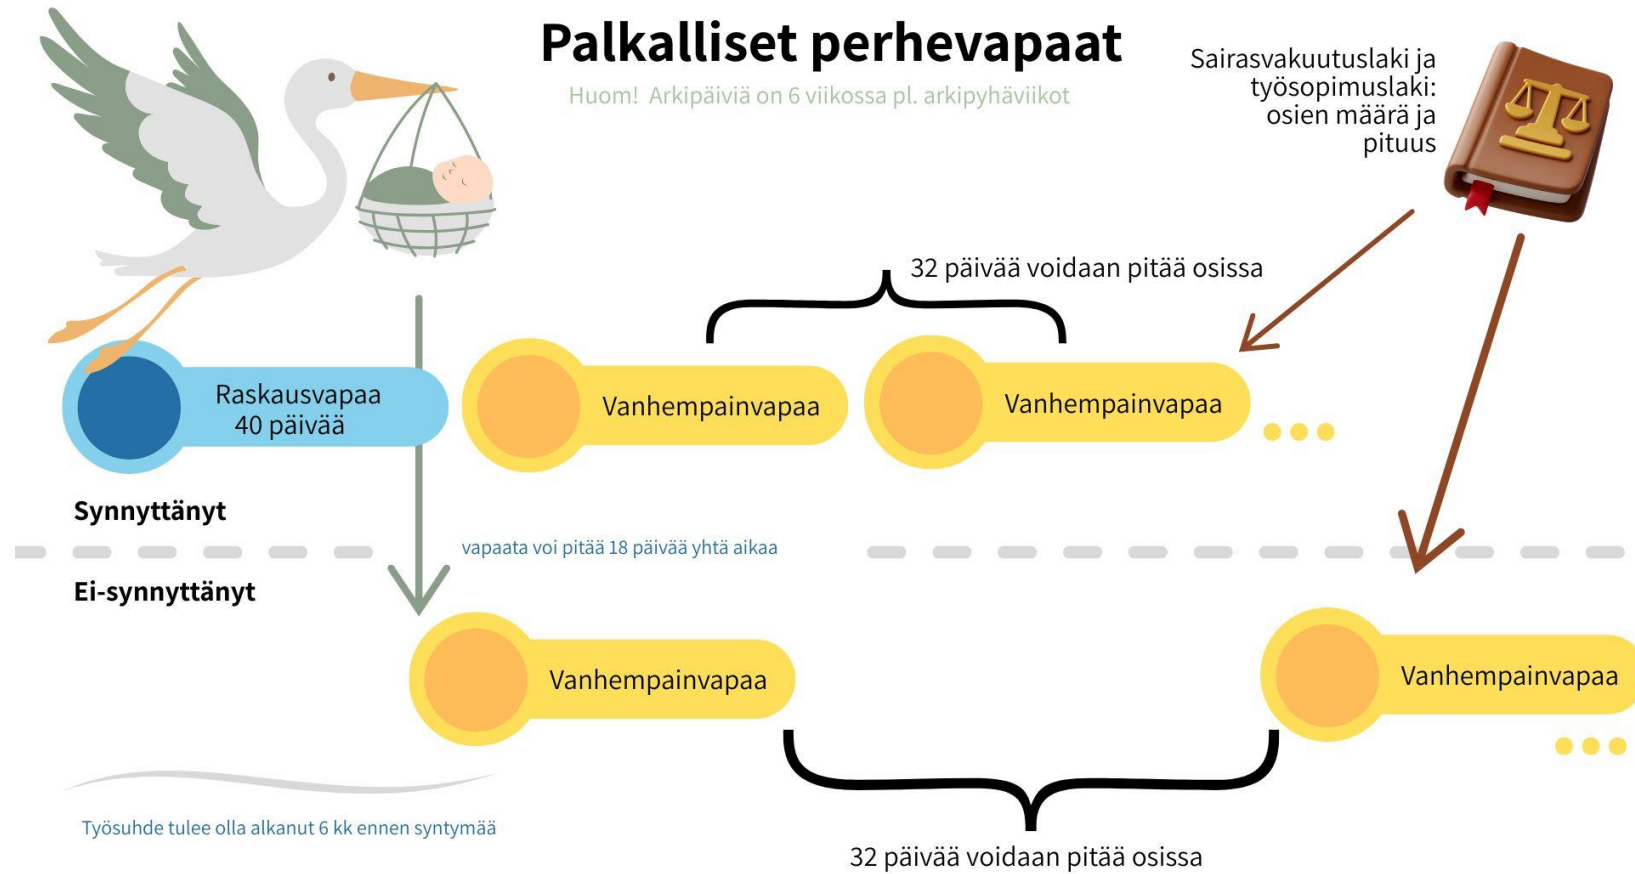 Palkalliset perhevapaat
Huom! Arkipäiviä on 6 viikossa pl. arkipyhäviikot
Sairasvakuutuslaki ja
työsopimuslaki:
osien määrä ja
pituus
32 päivää voidaan pitää osissa
Raskausvapaa
40 päivää
Vanhempainvapaa
Vanhempainvapaa
Synnyttänyt
vapaata voi pitää 18 päivää yhtä aikaa
Ei-synnyttänyt
Vanhempainvapaa
Vanhempainvapaa
Työsuhde tulee olla alkanut 6 kk ennen syntymää
32 päivää voidaan pitää osissa